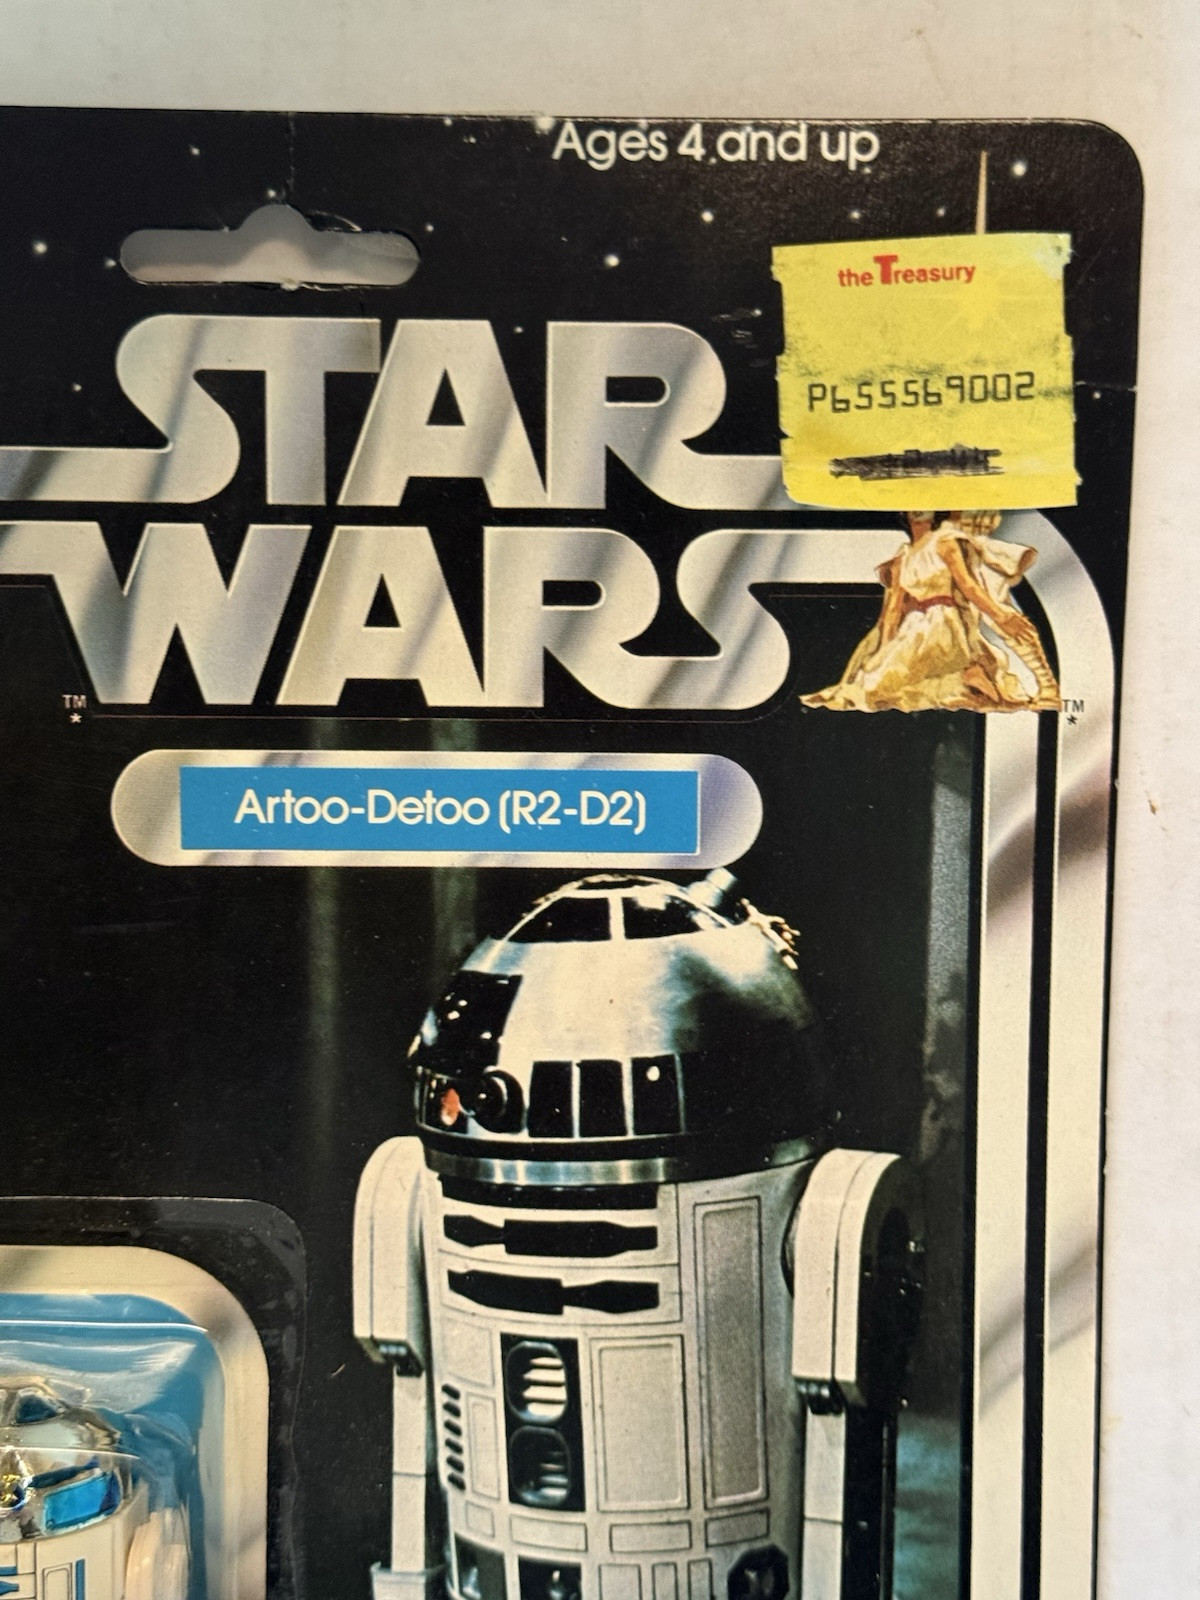 Ages 4 and up
the Treasury
P655569002
STAR
WARS
TM
*
TM
*
Artoo-Detoo (R2-D2)